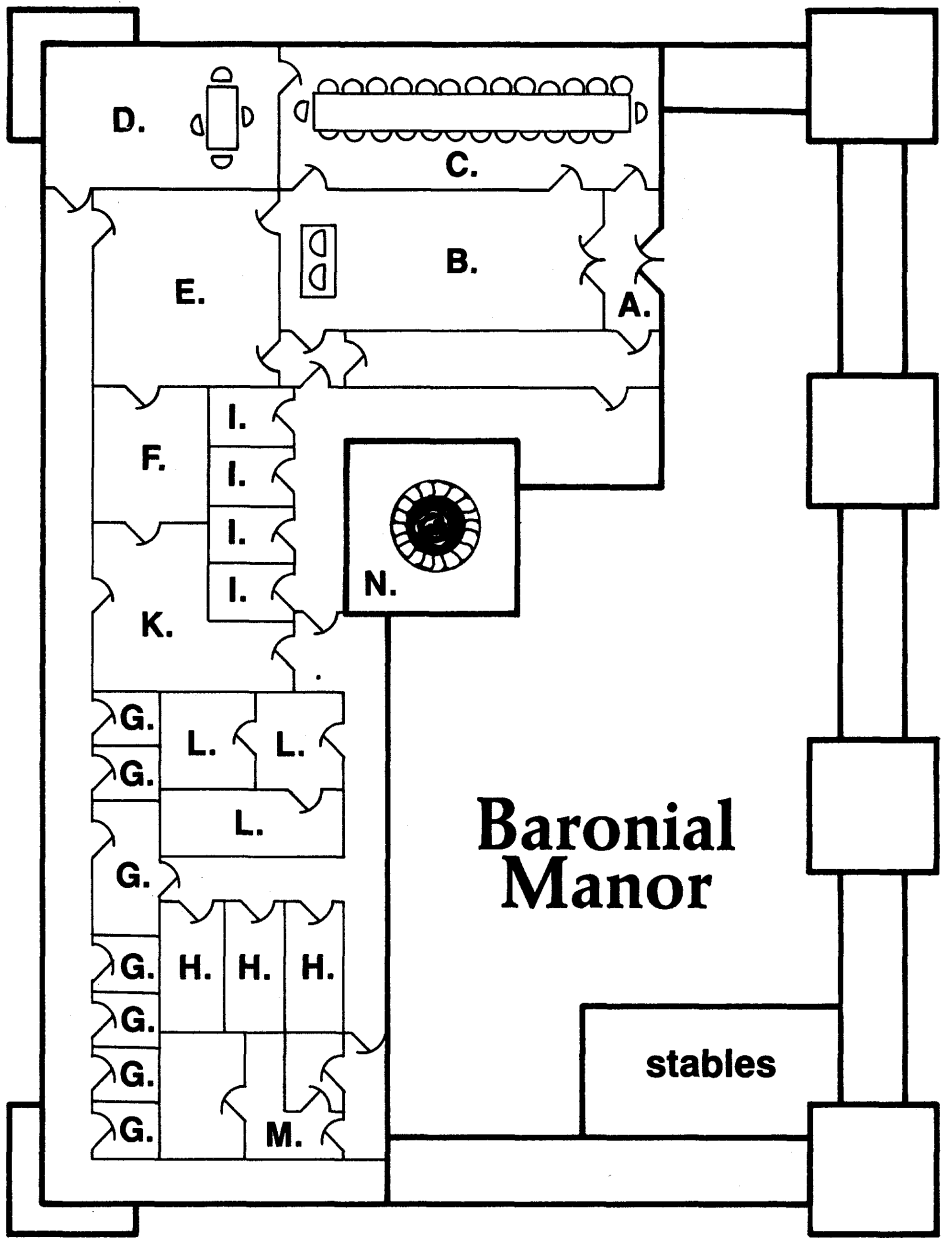 D.
C.
B.
E.
A.
I.
F.
I.
I.
I.
N.
K.
G.
L.
L.
G.
L.
Baronial
Manor
G.
G.
H.
H.
H.
G.
G.
stables
G.
M.